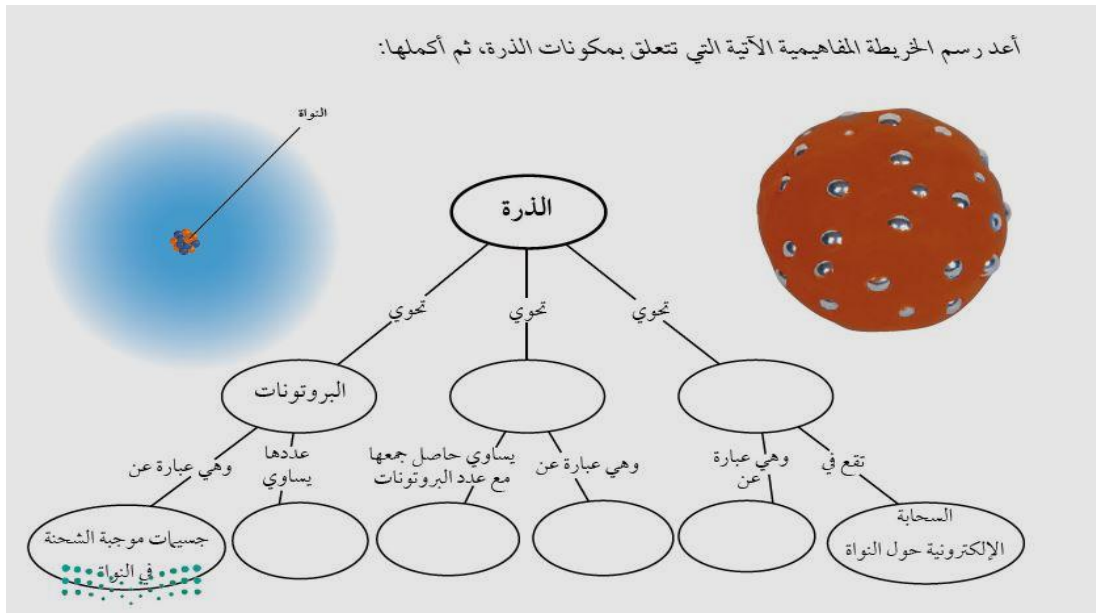 أعد رسم الخريطة المفاهيمية الآتية التي تتعلق بمكونات الذرة، ثم أكملها:
النواة
الذرة
تحوي
تحوي
تحوي
البروتونات
تقع في
وهي عبارة
عن
وهي عبارة عن
يساوي حاصل جمعها
مع عدد البروتونات
عددها
يساوي
وهي عبارة عن
السحابة
الإلكترونية حول النواة
جسيمات موجبة الشحنة
في النواة